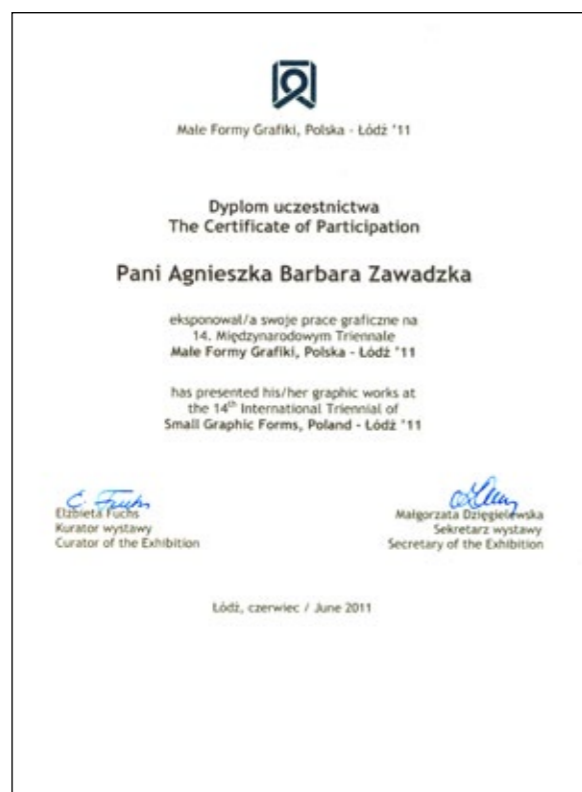 Małe Formy Grafiki, Polska - Łódź '11
Dyplom uczestnictwa
The Certificate of Participation
Pani Agnieszka Barbara Zawadzka
eksponował/a swoje prace graficzne na
14. Międzynarodowym Triennale
Małe Formy Grafiki, Polska - Łódź '11
has presented his/her graphic works at
the 14th International Triennial of
Small Graphic Forms, Poland - Łódź '11
E. Fuchs
Elżbieta Fuchs
Kurator wystawy
Curator of the Exhibition
Małgorzata Dzięgielewska
Sekretarz wystawy
Secretary of the Exhibition
Łódź, czerwiec / June 2011